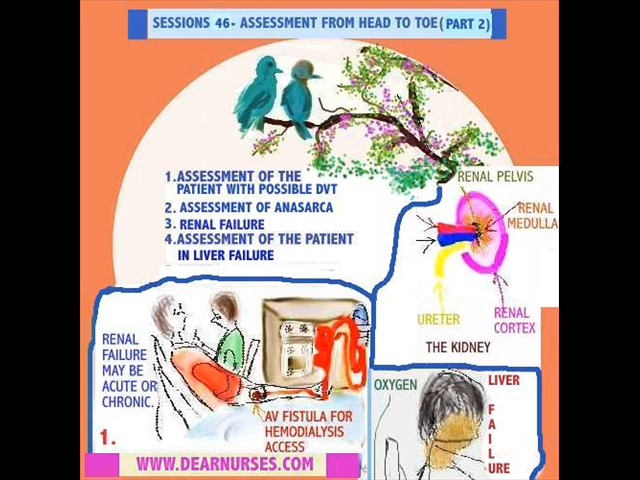 SESSIONS 46- ASSESSMENT FROM HEAD TO TOE (PART 2)
1.ASSESSMENT OF THE
PATIENT WITH POSSIBLE DVT
2. ASSESSMENT OF ANASARCA
3. RENAL FAILURE
4.ASSESSMENT OF THE PATIENT
IN LIVER FAILURE
RENAL PELVIS
RENAL
MEDULLA
URETER
RENAL
CORTEX
THE KIDNEY
RENAL
FAILURE
MAY BE
ACUTE OR
CHRONIC.
1.
AV FISTULA FOR
HEMODIALYSIS
ACCESS
OXYGEN
LIVER
F
A
I
L
URE
WWW.DEARNURSES.COM